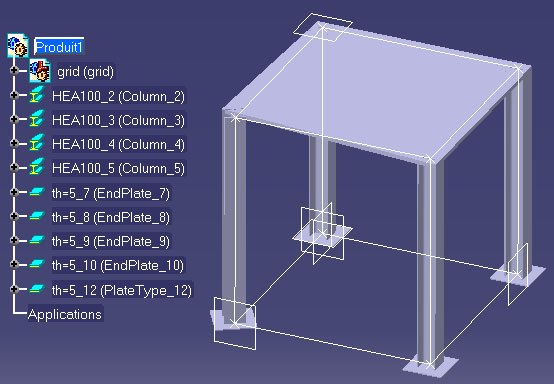 Produit1
grid (grid)
HEA100_2 (Column_2)
HEA100_3 (Column_3)
HEA100_4 (Column_4)
HEA100_5 (Column_5)
th=5_7 (EndPlate_7)
th=5_8 (EndPlate_8)
th=5_9 (EndPlate_9)
th=5_10 (EndPlate_10)
th=5_12 (PlateType_12)
Applications